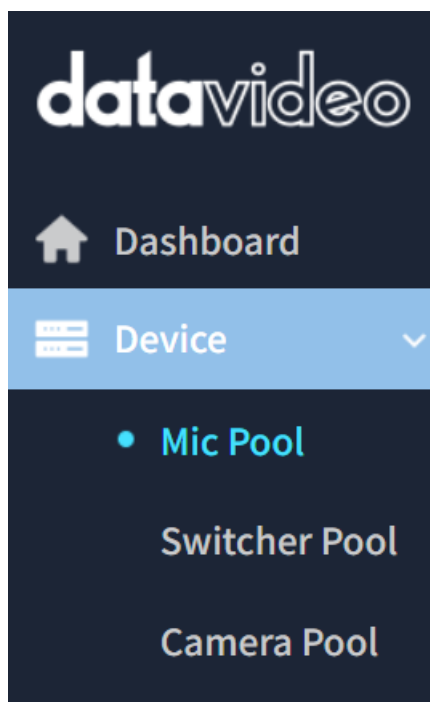 datavideo
Dashboard
Device
Mic Pool
Switcher Pool
Camera Pool